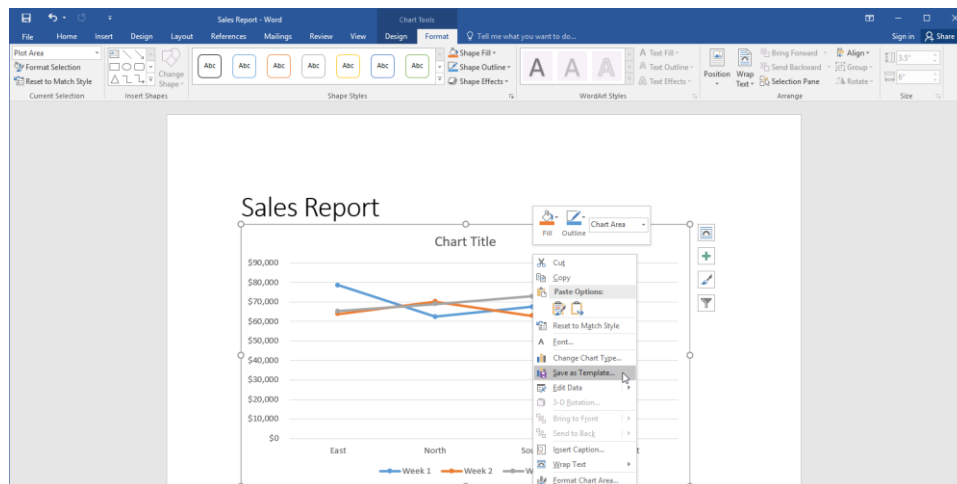 Sales Report - Word
Chart Tools
File Home Insert Design Layout References Mailings Review View Design Format Tell me what you want to do... Sign in Share
Plot Area
Format Selection
Reset to Match Style
Current Selection
Change Shape
Insert Shapes
Abc Abc Abc Abc Abc Abc Abc
Shape Styles
Shape Fill
Shape Outline
Shape Effects
A A A
WordArt Styles
Text Fill
Text Outline
Text Effects
Position
Wrap Text
Bring Forward
Send Backward
Selection Pane
Align
Group
Rotate
Arrange
3.5"
6"
Size
Sales Report
Fill Outline Chart Area
Chart Title
$90,000
$80,000
$70,000
$60,000
$50,000
$40,000
$30,000
$20,000
$10,000
$0
East North
Week 1 Week 2
Cut
Copy
Paste Options:
Reset to Match Style
A Font...
Change Chart Type...
Save as Template...
Edit Data
3-D Rotation...
Bring to Front
Send to Back
Insert Caption...
Wrap Text
Format Chart Area...